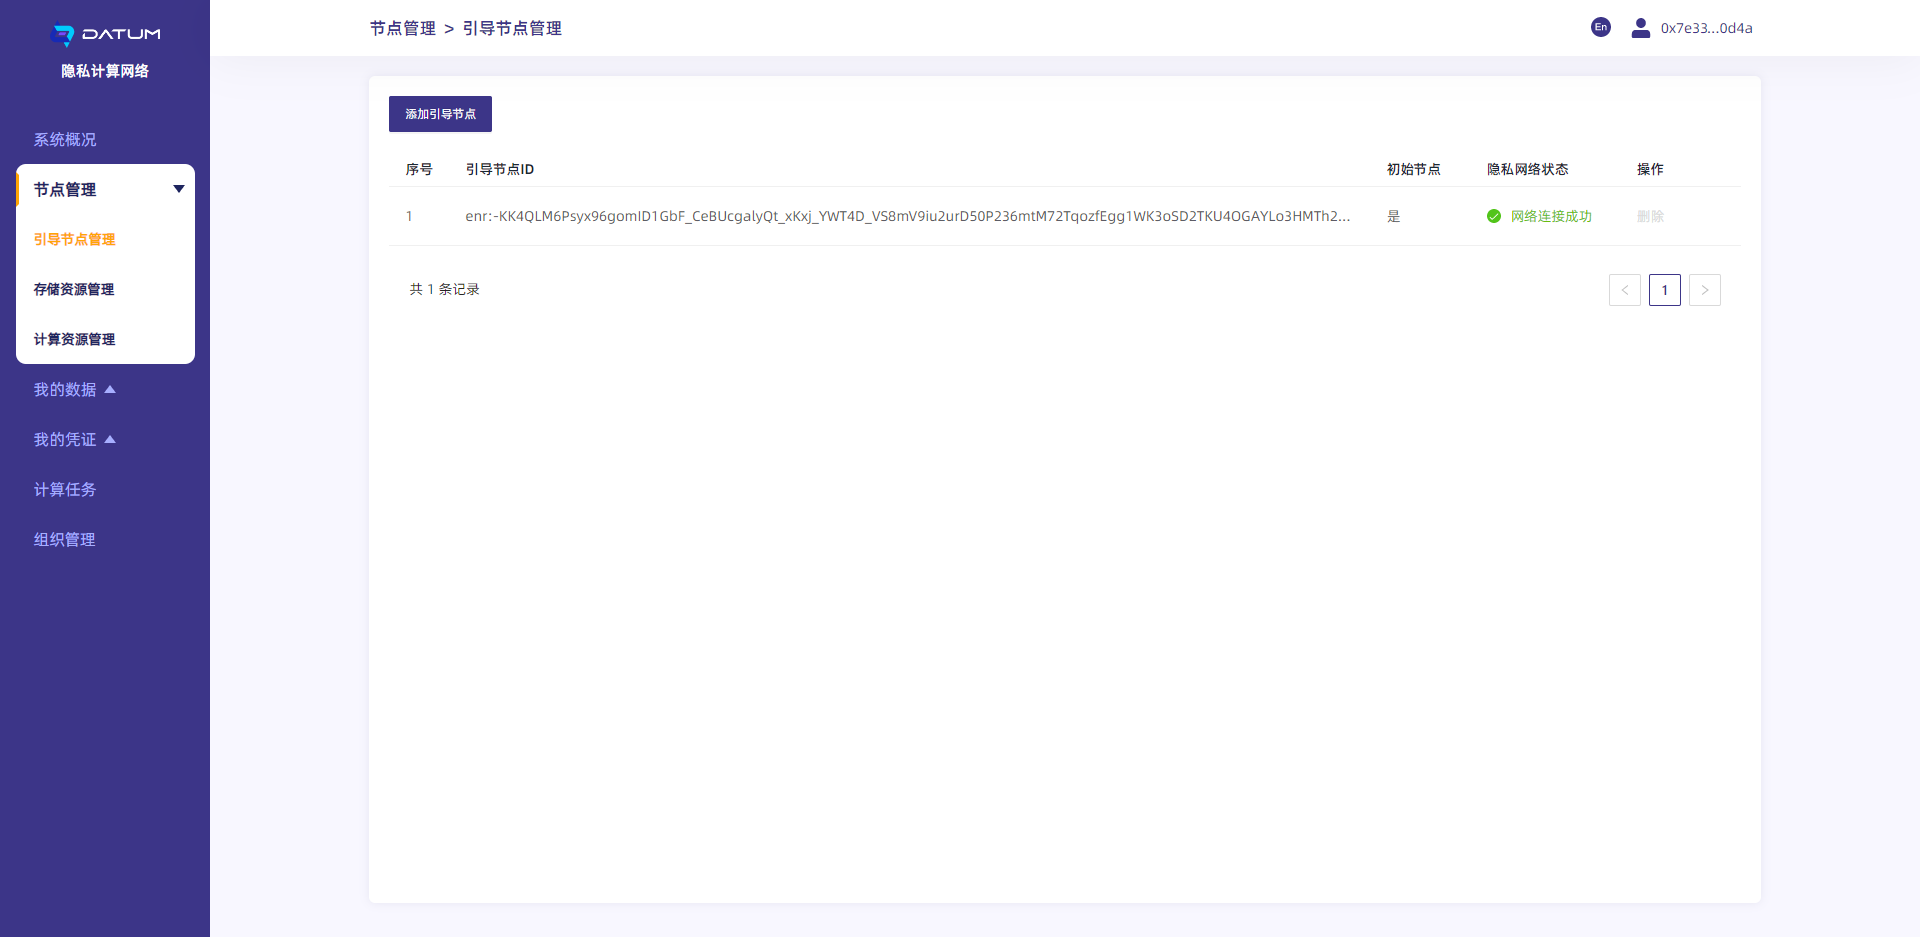 DATUM
隐私计算网络
系统概况
节点管理
引导节点管理
存储资源管理
计算资源管理
我的数据
我的凭证
计算任务
组织管理
节点管理 > 引导节点管理
En
0x7e33...0d4a
添加引导节点
序号 引导节点ID 初始节点 隐私网络状态 操作
1 enr:-KK4QLM6Psyx96gomID1GbF_CeBUcgalyQt_xKxj_YWT4D_VS8mV9iu2urD50P236mtM72TqozfEgg1WK3oSD2TKU4OGAYLo3HMTh2... 是 网络连接成功 删除
共 1 条记录
< 1 >